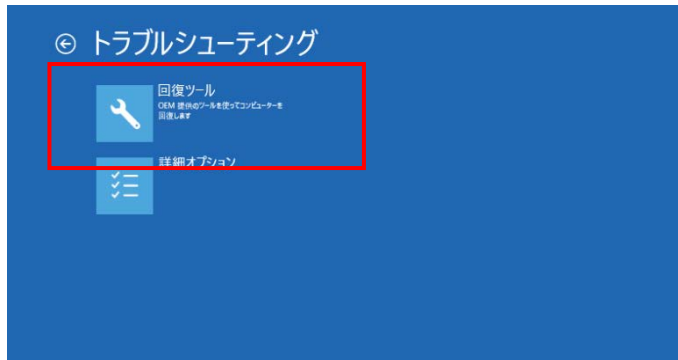 トラブルシューティング
回復ツール
OEM 提供のツールを使ってコンピューターを
回復します
詳細オプション